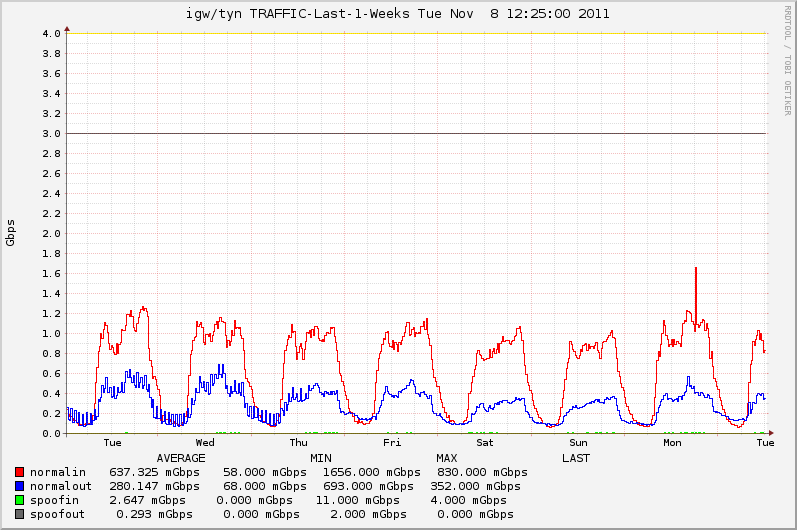 igw/tyn TRAFFIC-Last-1-Weeks Tue Nov  8 12:25:00 2011
RRDTOOL / TOBI OETIKER
Gbps
4.0
3.8
3.6
3.4
3.2
3.0
2.8
2.6
2.4
2.2
2.0
1.8
1.6
1.4
1.2
1.0
0.8
0.6
0.4
0.2
0.0
Tue Wed Thu Fri Sat Sun Mon Tue
AVERAGE MIN MAX LAST
normalin 637.325 mGbps 58.000 mGbps 1656.000 mGbps 830.000 mGbps
normalout 280.147 mGbps 68.000 mGbps 693.000 mGbps 352.000 mGbps
spoofin 2.647 mGbps 0.000 mGbps 11.000 mGbps 4.000 mGbps
spoofout 0.293 mGbps 0.000 mGbps 2.000 mGbps 0.000 mGbps